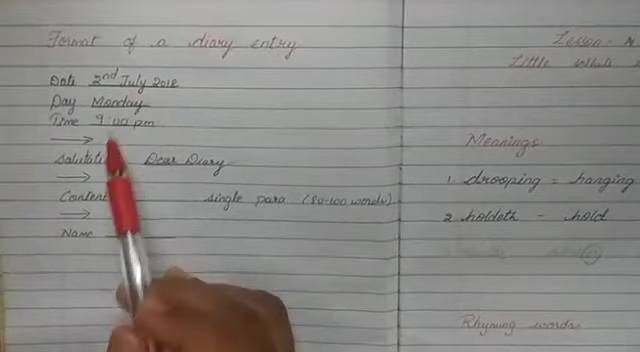 Format of a diary entry
Date 2nd July 2018
Day Monday
Time 9:00 pm
→
Dear Diary
→
Content single para (80-100 words)
→
Name
Lesson -
Little
Meanings
1. drooping = hanging
2. holdeth - hold
Rhyming words